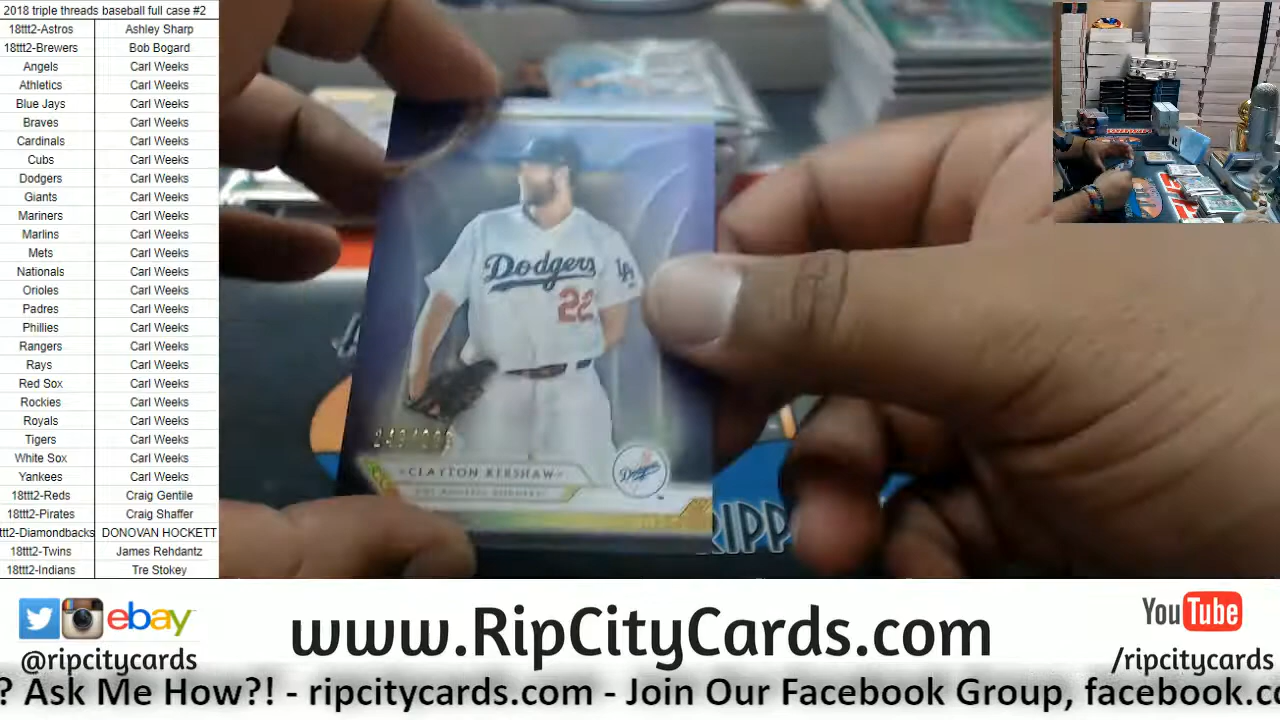 2018 triple threads baseball full case #2
18ttt2-Astros Ashley Sharp
18ttt2-Brewers Bob Bogard
Angels Carl Weeks
Athletics Carl Weeks
Blue Jays Carl Weeks
Braves Carl Weeks
Cardinals Carl Weeks
Cubs Carl Weeks
Dodgers Carl Weeks
Giants Carl Weeks
Mariners Carl Weeks
Marlins Carl Weeks
Mets Carl Weeks
Nationals Carl Weeks
Orioles Carl Weeks
Padres Carl Weeks
Phillies Carl Weeks
Rangers Carl Weeks
Rays Carl Weeks
Red Sox Carl Weeks
Rockies Carl Weeks
Royals Carl Weeks
Tigers Carl Weeks
White Sox Carl Weeks
Yankees Carl Weeks
18ttt2-Reds Craig Gentile
18ttt2-Pirates Craig Shaffer
tt2-Diamondbacks DONOVAN HOCKETT
18ttt2-Twins James Rehdantz
18ttt2-Indians Tre Stokey
Dodgers
LA
22
CLAYTON KERSHAW
Dodgers
RIPP
ebay
@ripcitycards
www.RipCityCards.com
YouTube
/ripcitycards
? Ask Me How?! - ripcitycards.com - Join Our Facebook Group, facebook.c